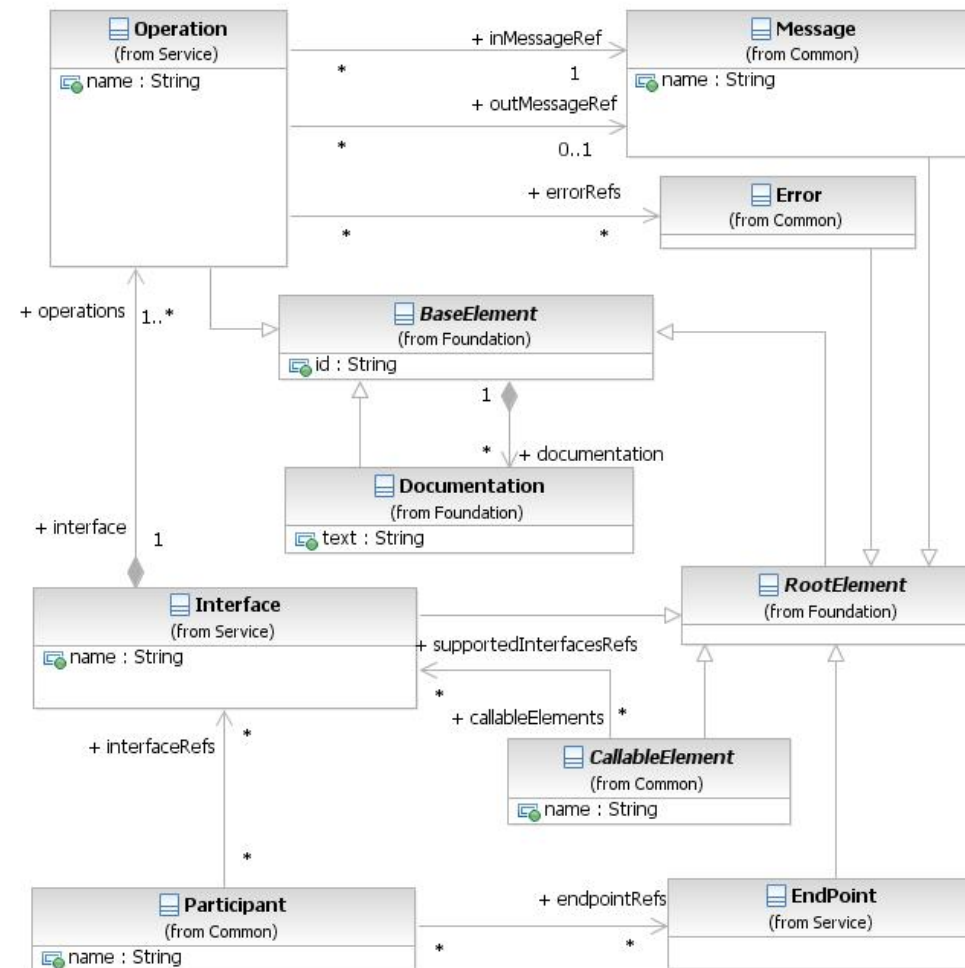 Operation
(from Service)
name : String
+ inMessageRef
*
1
+ outMessageRef
*
0..1
Message
(from Common)
name : String
+ errorRefs
*
*
Error
(from Common)
+ operations
1..*
BaseElement
(from Foundation)
id : String
1
*
+ documentation
Documentation
(from Foundation)
text : String
+ interface
1
Interface
(from Service)
name : String
RootElement
(from Foundation)
+ supportedInterfacesRefs
*
+ callableElements
*
+ interfaceRefs
*
CallableElement
(from Common)
name : String
*
Participant
(from Common)
name : String
+ endpointRefs
*
*
EndPoint
(from Service)